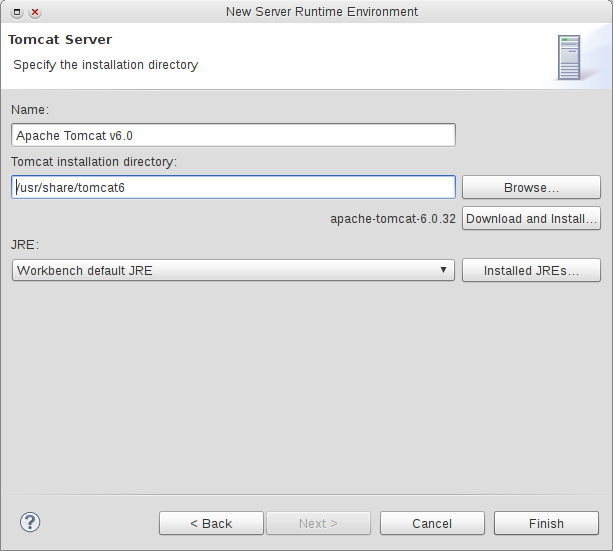 New Server Runtime Environment
Tomcat Server
Specify the installation directory
Name:
Apache Tomcat v6.0
Tomcat installation directory:
/usr/share/tomcat6
Browse...
apache-tomcat-6.0.32
Download and Install...
JRE:
Workbench default JRE
Installed JREs...
?
< Back
Next >
Cancel
Finish